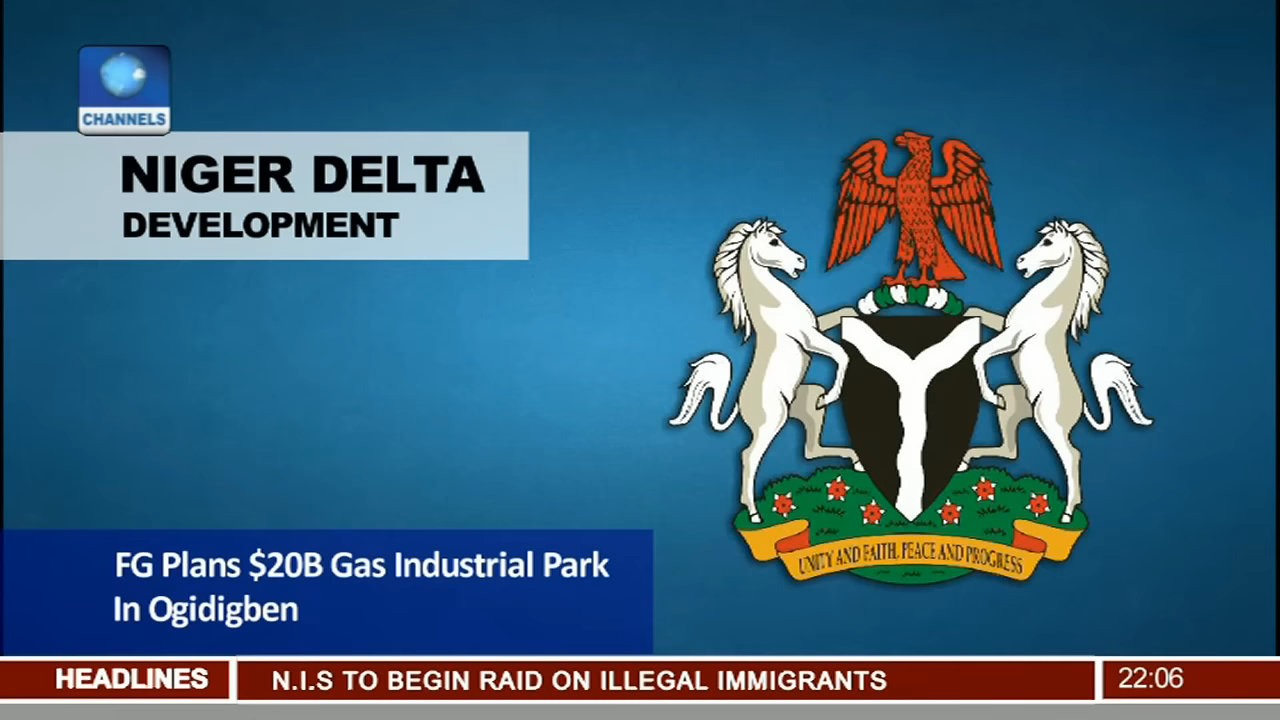 CHANNELS
NIGER DELTA
DEVELOPMENT
FG Plans $20B Gas Industrial Park
In Ogidigben
UNITY AND FAITH, PEACE AND PROGRESS
HEADLINES
N.I.S TO BEGIN RAID ON ILLEGAL IMMIGRANTS
22:06